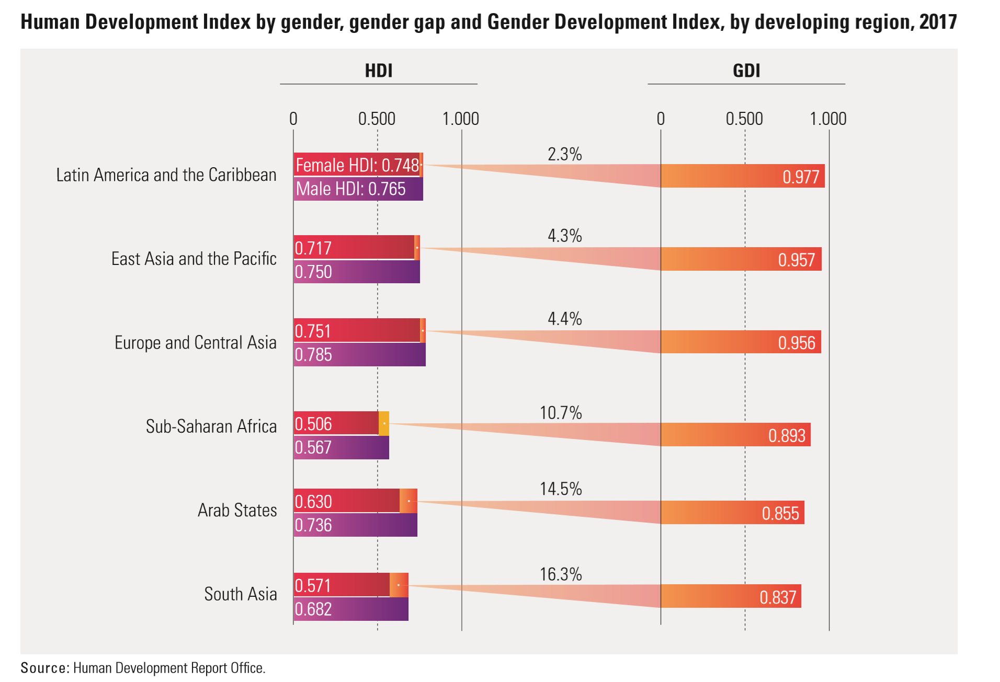 Human Development Index by gender, gender gap and Gender Development Index, by developing region, 2017
HDI GDI
0 0.500 1.000 0 0.500 1.000
2.3%
Female HDI: 0.748
Latin America and the Caribbean 0.977
Male HDI: 0.765
4.3%
0.717
East Asia and the Pacific 0.957
0.750
4.4%
0.751
Europe and Central Asia 0.956
0.785
10.7%
0.506
Sub-Saharan Africa 0.893
0.567
14.5%
0.630
Arab States 0.855
0.736
16.3%
0.571
South Asia 0.837
0.682
Source: Human Development Report Office.